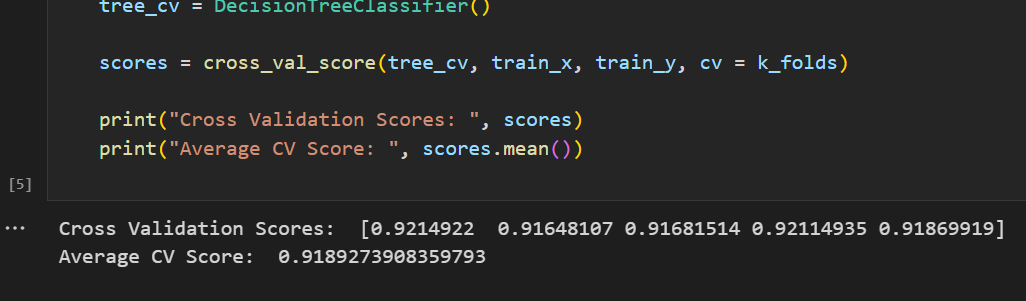 tree_cv = DecisionTreeClassifier()
scores = cross_val_score(tree_cv, train_x, train_y, cv = k_folds)
print("Cross Validation Scores: ", scores)
print("Average CV Score: ", scores.mean())
[5]
... Cross Validation Scores:  [0.9214922  0.91648107 0.91681514 0.92114935 0.91869919]
Average CV Score:  0.9189273908359793